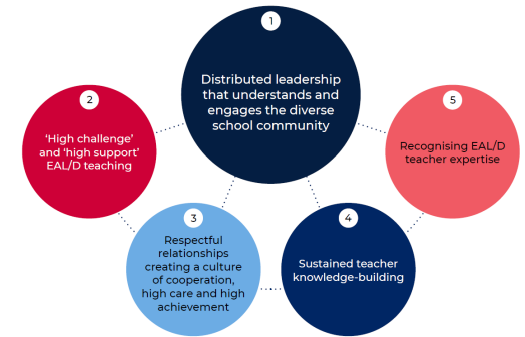 1
Distributed leadership
that understands and
engages the diverse
school community
2
‘High challenge’
and ‘high support’
EAL/D teaching
3
Respectful
relationships
creating a culture
of cooperation,
high care and high
achievement
4
Sustained teacher
knowledge-building
5
Recognising EAL/D
teacher expertise